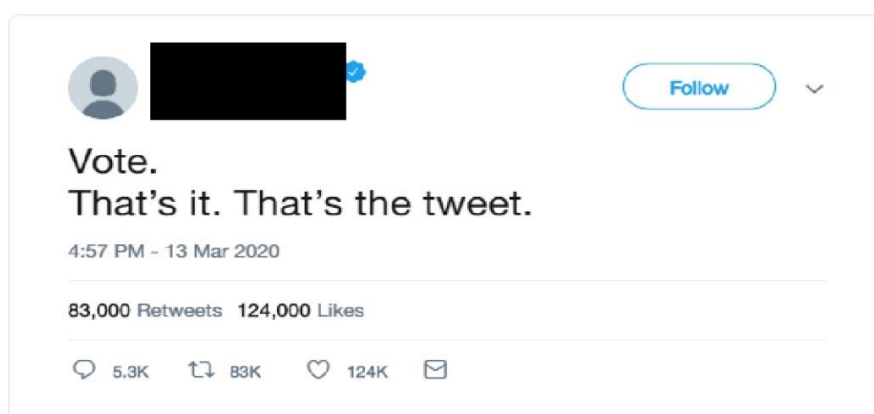 Follow
Vote.
That’s it. That’s the tweet.
4:57 PM - 13 Mar 2020
83,000 Retweets 124,000 Likes
5.3K 83K 124K